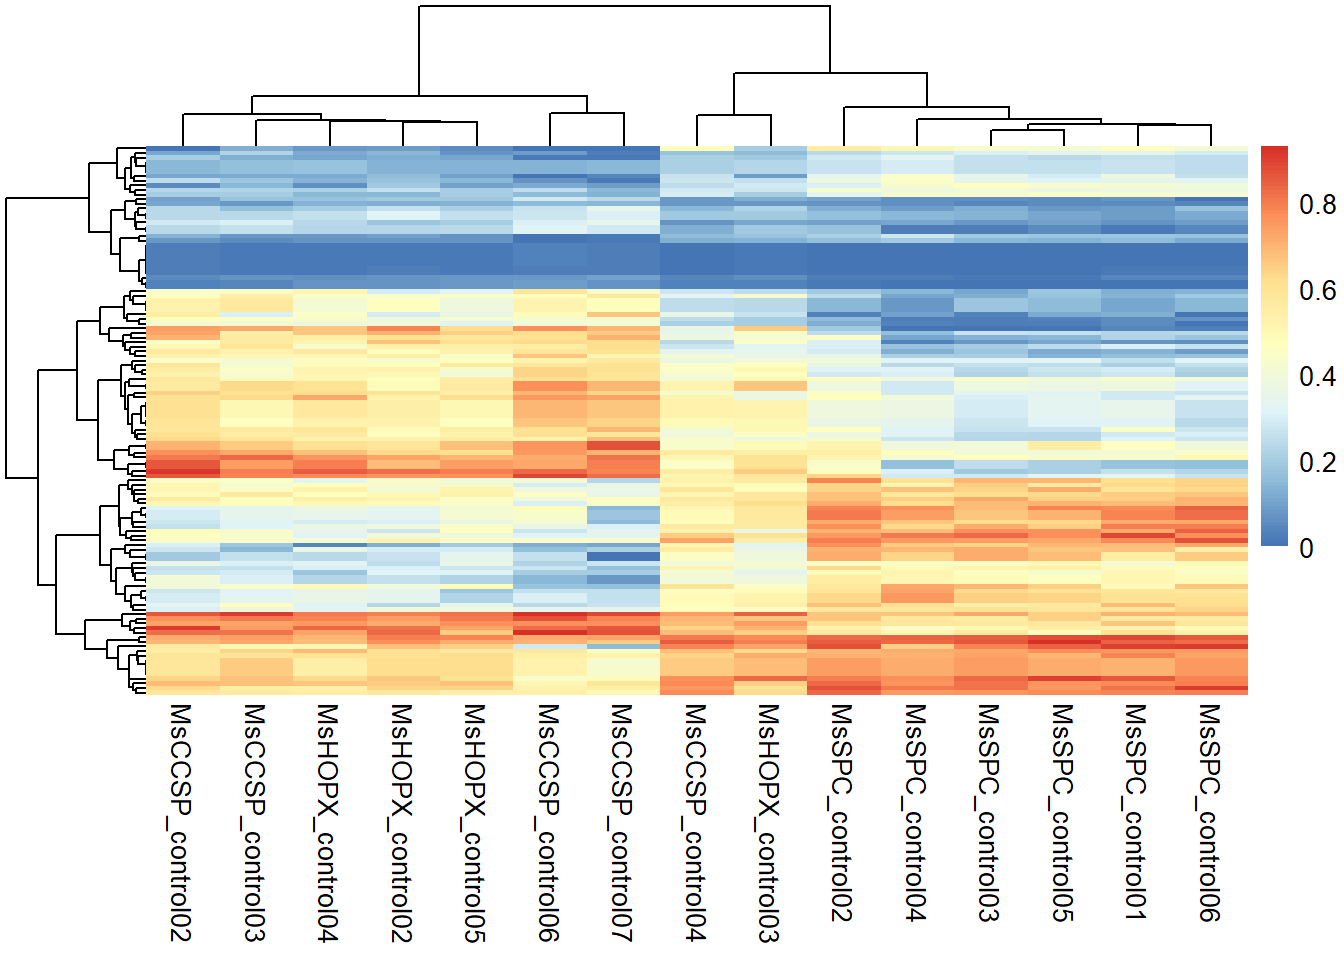 0.8
0.6
0.4
0.2
0
MsCCSP_control02
MsCCSP_control03
MsHOPX_control04
MsHOPX_control02
MsHOPX_control05
MsCCSP_control06
MsCCSP_control07
MsCCSP_control04
MsHOPX_control03
MsSPC_control02
MsSPC_control04
MsSPC_control03
MsSPC_control05
MsSPC_control01
MsSPC_control06